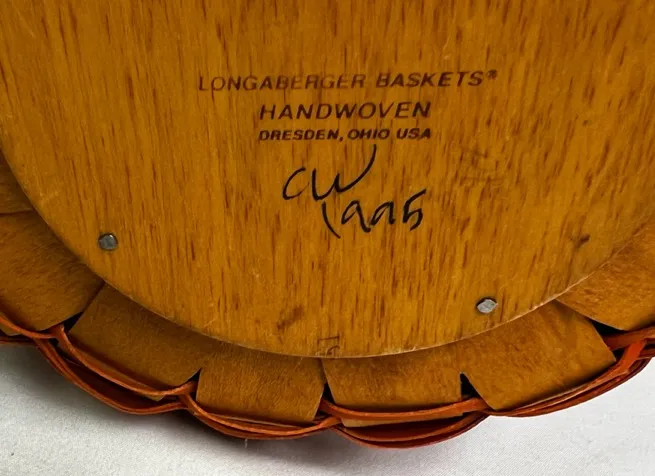 LONGABERGER BASKETS®
HANDWOVEN
DRESDEN, OHIO USA
CW
1995